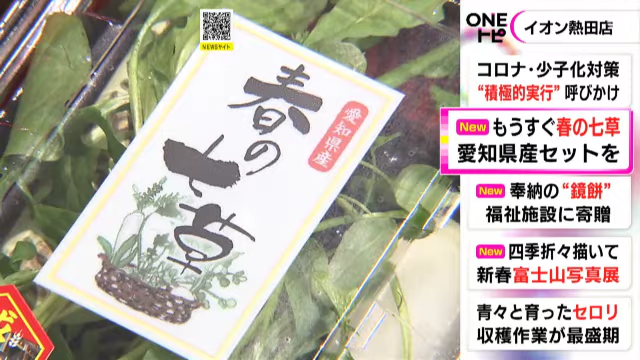 NEWSサイト
春の
七草
愛知県産
ONE
トピ
イオン熱田店
コロナ・少子化対策
“積極的実行” 呼びかけ
New もうすぐ春の七草
愛知県産セットを
New 奉納の“鏡餅”
福祉施設に寄贈
New 四季折々描いて
新春富士山写真展
青々と育ったセロリ
収穫作業が最盛期